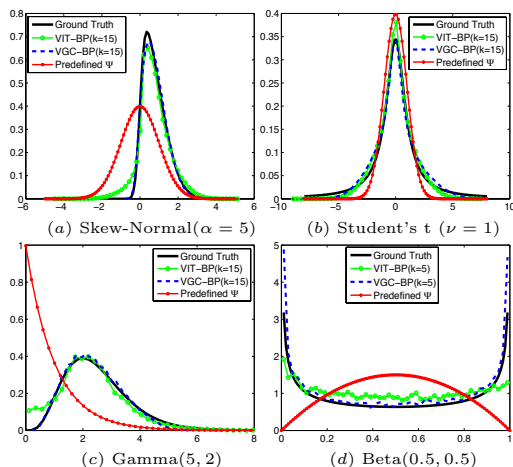 0.8
0.7
0.6
0.5
0.4
0.3
0.2
0.1
0
−6 −4 −2 0 2 4 6
Ground Truth
VIT−BP(k=15)
VGC−BP(k=15)
Predefined Ψ
(a) Skew-Normal(α = 5)
0.4
0.35
0.3
0.25
0.2
0.15
0.1
0.05
0
−10 −5 0 5 10
Ground Truth
VIT−BP(k=15)
VGC−BP(k=15)
Predefined Ψ
(b) Student's t (ν = 1)
1
0.8
0.6
0.4
0.2
0
0 2 4 6 8
Ground Truth
VIT−BP(k=15)
VGC−BP(k=15)
Predefined Ψ
(c) Gamma(5, 2)
5
4
3
2
1
0
0 0.2 0.4 0.6 0.8 1
Ground Truth
VIT−BP(k=5)
VGC−BP(k=5)
Predefined Ψ
(d) Beta(0.5, 0.5)